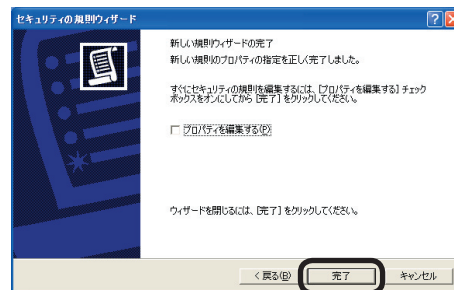 セキュリティの規則ウィザード
新しい規則ウィザードの完了
新しい規則のプロパティの指定を正しく完了しました。
すぐにセキュリティの規則を編集するには、[プロパティを編集する] チェック
ボックスをオンにしてから [完了] をクリックしてください。
プロパティを編集する(P)
ウィザードを閉じるには、[完了] をクリックしてください。
< 戻る(B)
完了
キャンセル